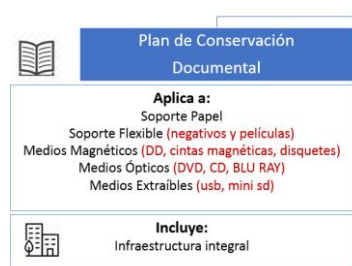 Plan de Conservación
Documental
Aplica a:
Soporte Papel
Soporte Flexible (negativos y películas)
Medios Magnéticos (DD, cintas magnéticas, disquetes)
Medios Ópticos (DVD, CD, BLU RAY)
Medios Extraíbles (usb, mini sd)
Incluye:
Infraestructura integral